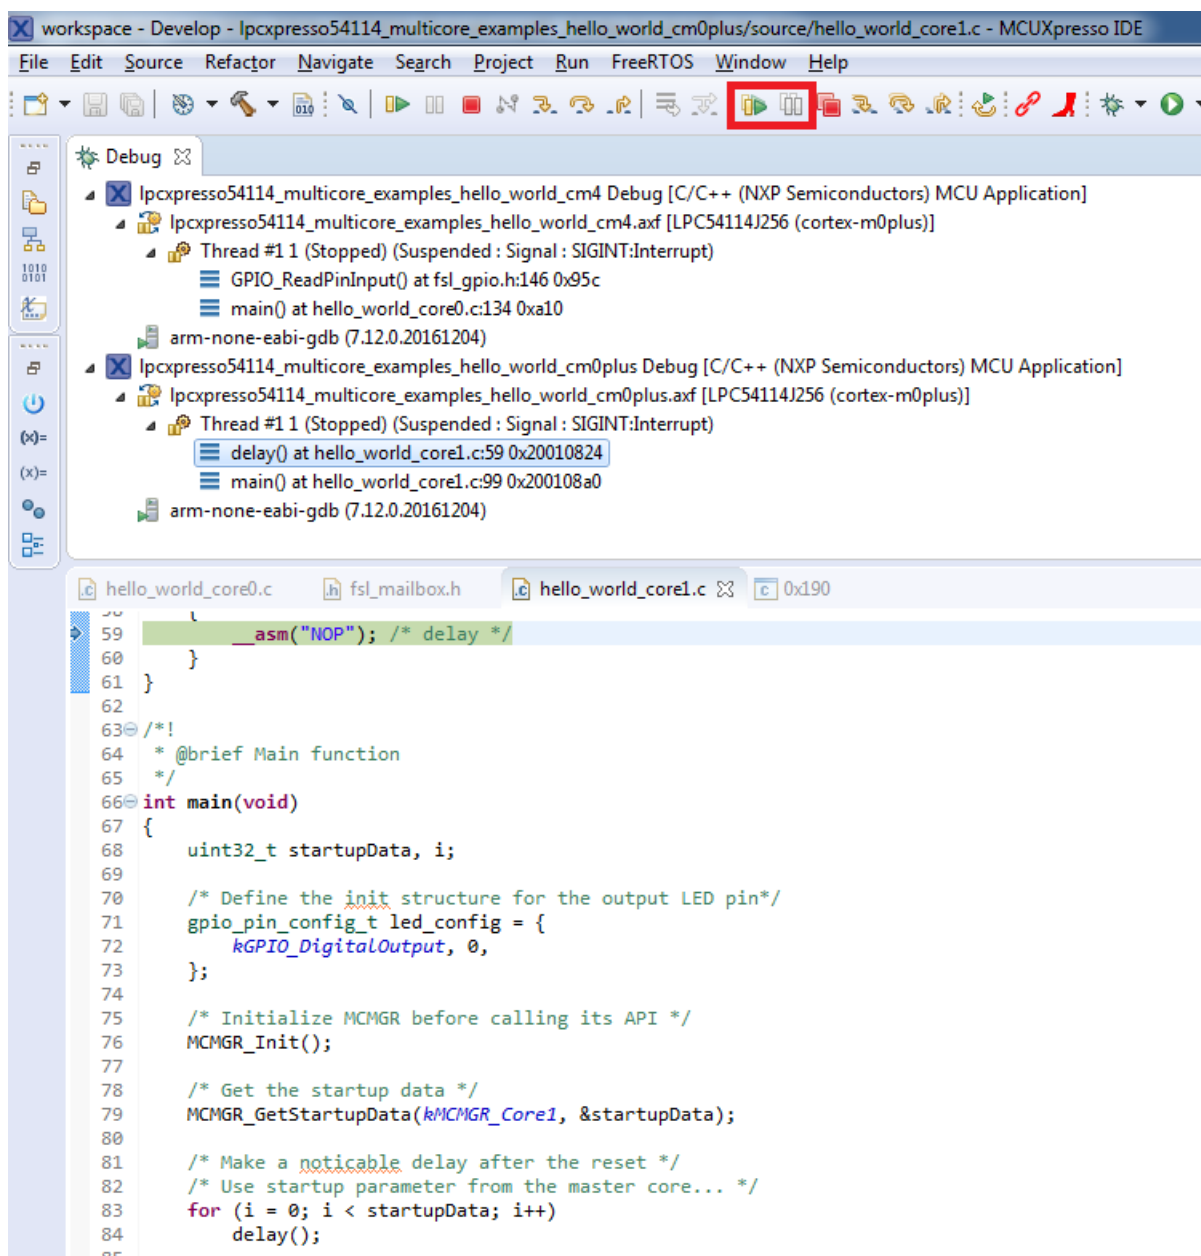 workspace - Develop - lpcxpresso54114_multicore_examples_hello_world_cm0plus/source/hello_world_core1.c - MCUXpresso IDE
File Edit Source Refactor Navigate Search Project Run FreeRTOS Window Help
010
Debug
lpcxpresso54114_multicore_examples_hello_world_cm4 Debug [C/C++ (NXP Semiconductors) MCU Application]
lpcxpresso54114_multicore_examples_hello_world_cm4.axf [LPC54114J256 (cortex-m0plus)]
Thread #1 1 (Stopped) (Suspended : Signal : SIGINT:Interrupt)
GPIO_ReadPinInput() at fsl_gpio.h:146 0x95c
main() at hello_world_core0.c:134 0xa10
arm-none-eabi-gdb (7.12.0.20161204)
lpcxpresso54114_multicore_examples_hello_world_cm0plus Debug [C/C++ (NXP Semiconductors) MCU Application]
lpcxpresso54114_multicore_examples_hello_world_cm0plus.axf [LPC54114J256 (cortex-m0plus)]
Thread #1 1 (Stopped) (Suspended : Signal : SIGINT:Interrupt)
delay() at hello_world_core1.c:59 0x20010824
main() at hello_world_core1.c:99 0x200108a0
arm-none-eabi-gdb (7.12.0.20161204)
1010
0101
(x)=
(x)=
hello_world_core0.c fsl_mailbox.h hello_world_core1.c 0x190
58 {
59 __asm("NOP"); /* delay */
60 }
61 }
62
63 /*!
64 * @brief Main function
65 */
66 int main(void)
67 {
68 uint32_t startupData, i;
69
70 /* Define the init structure for the output LED pin*/
71 gpio_pin_config_t led_config = {
72 kGPIO_DigitalOutput, 0,
73 };
74
75 /* Initialize MCMGR before calling its API */
76 MCMGR_Init();
77
78 /* Get the startup data */
79 MCMGR_GetStartupData(kMCMGR_Core1, &startupData);
80
81 /* Make a noticable delay after the reset */
82 /* Use startup parameter from the master core... */
83 for (i = 0; i < startupData; i++)
84 delay();
85